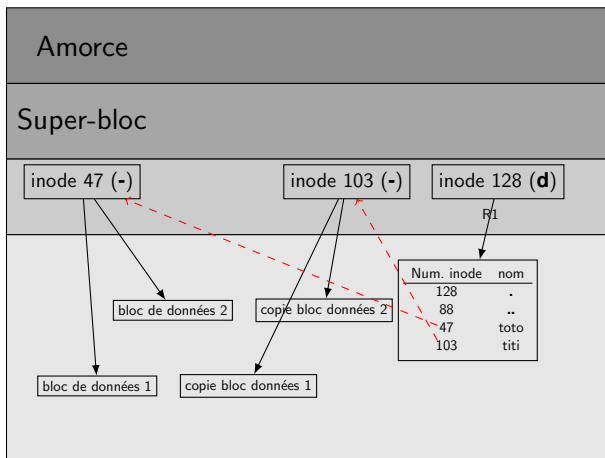 Amorce
Super-bloc
inode 47 (-)
inode 103 (-)
inode 128 (d)
R1
Num. inode nom
128 .
88 ..
47 toto
103 titi
bloc de données 2
copie bloc données 2
bloc de données 1
copie bloc données 1